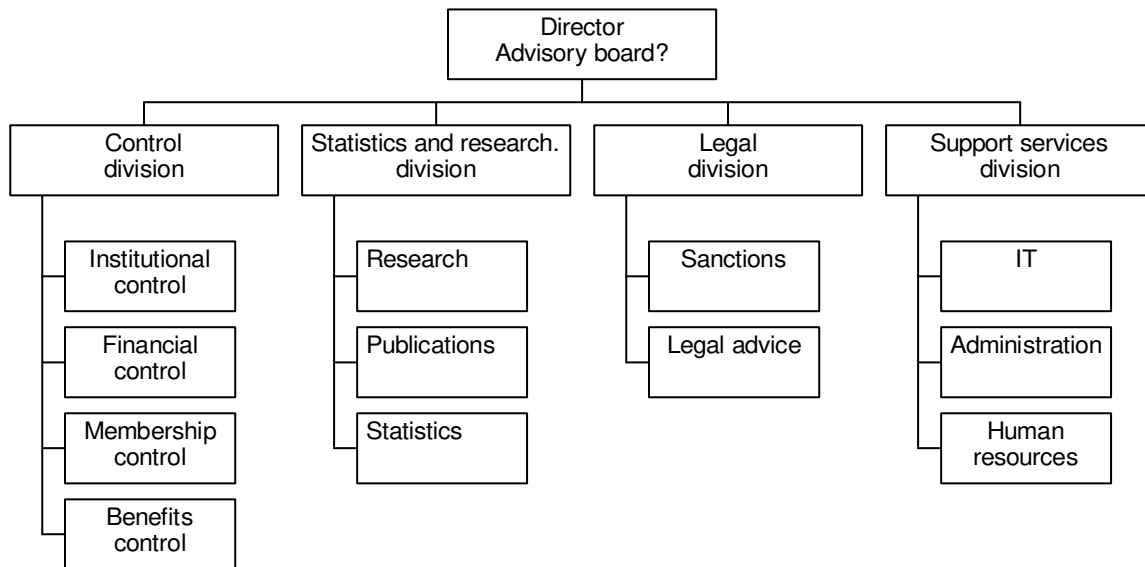 Director
Advisory board?
Control
division
Statistics and research.
division
Legal
division
Support services
division
Institutional
control
Financial
control
Membership
control
Benefits
control
Research
Publications
Statistics
Sanctions
Legal advice
IT
Administration
Human
resources